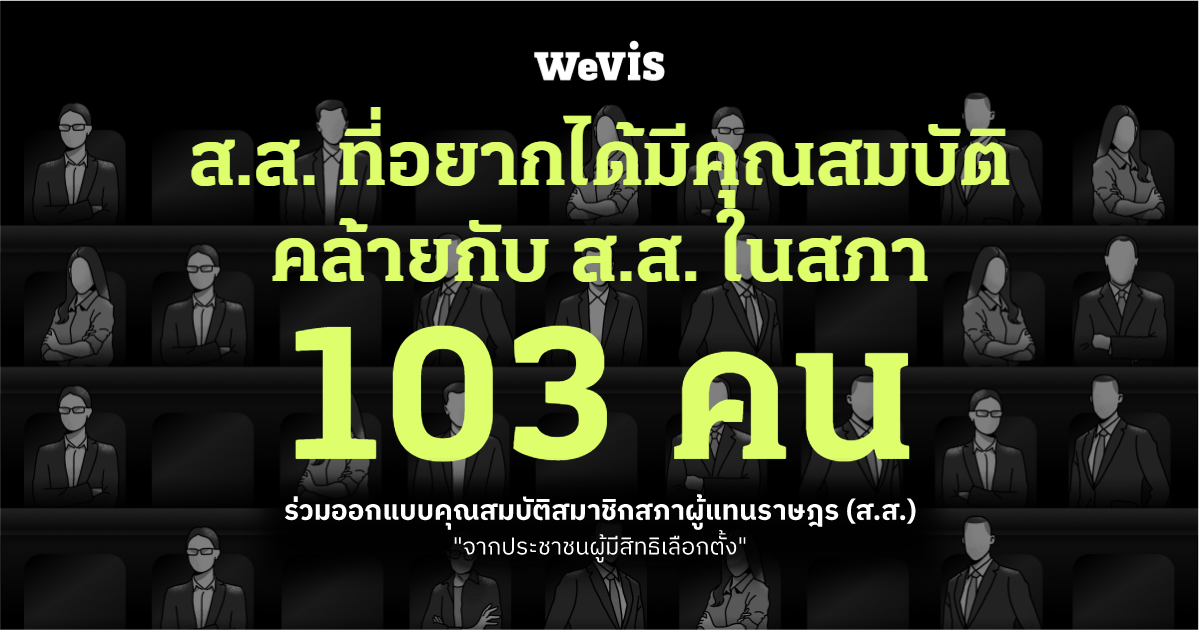 WeVIS
ส.ส. ที่อยากได้มีคุณสมบัติ
คล้ายกับ ส.ส. ในสภา
103 คน
ร่วมออกแบบคุณสมบัติสมาชิกสภาผู้แทนราษฎร (ส.ส.)
"จากประชาชนผู้มีสิทธิเลือกตั้ง"